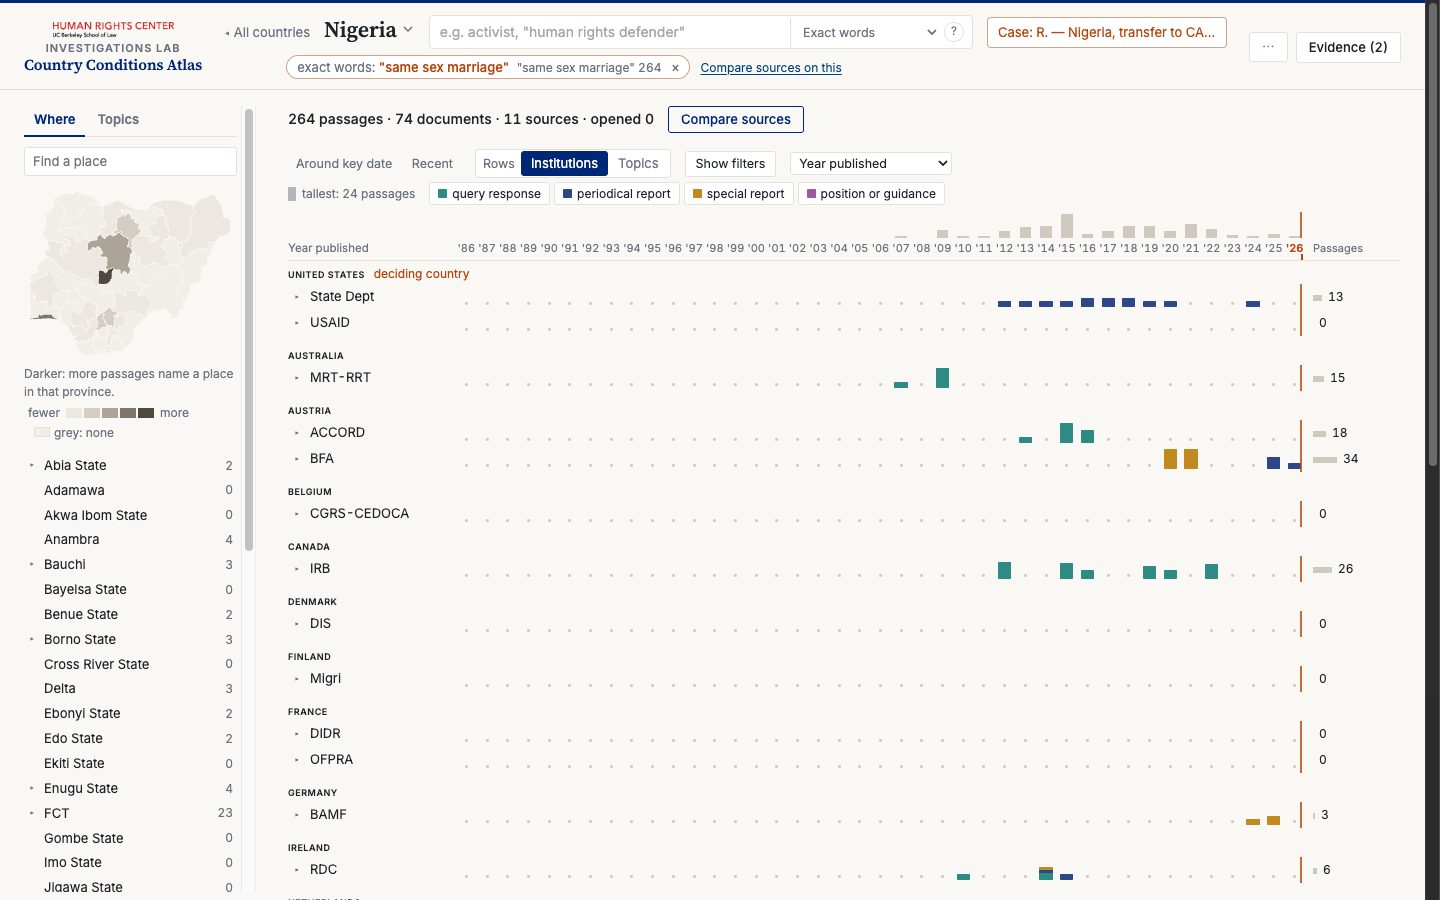 HUMAN RIGHTS CENTER
UC Berkeley School of Law
INVESTIGATIONS LAB
Country Conditions Atlas
All countries
Nigeria
e.g. activist, "human rights defender"
Exact words
?
Case: R. — Nigeria, transfer to CA...
...
Evidence (2)
exact words: "same sex marriage" "same sex marriage" 264 ×
Compare sources on this
Where Topics
Find a place
Darker: more passages name a place
in that province.
fewer more
grey: none
Abia State 2
Adamawa 0
Akwa Ibom State 0
Anambra 4
Bauchi 3
Bayelsa State 0
Benue State 2
Borno State 3
Cross River State 0
Delta 3
Ebonyi State 2
Edo State 2
Ekiti State 0
Enugu State 4
FCT 23
Gombe State 0
Imo State 0
Jigawa State 0
264 passages · 74 documents · 11 sources · opened 0
Compare sources
Around key date Recent Rows Institutions Topics Show filters Year published
tallest: 24 passages query response periodical report special report position or guidance
Year published '86 '87 '88 '89 '90 '91 '92 '93 '94 '95 '96 '97 '98 '99 '00 '01 '02 '03 '04 '05 '06 '07 '08 '09 '10 '11 '12 '13 '14 '15 '16 '17 '18 '19 '20 '21 '22 '23 '24 '25 '26 Passages
UNITED STATES deciding country
State Dept 13
USAID 0
AUSTRALIA
MRT-RRT 15
AUSTRIA
ACCORD 18
BFA 34
BELGIUM
CGRS-CEDOCA 0
CANADA
IRB 26
DENMARK
DIS 0
FINLAND
Migri 0
FRANCE
DIDR 0
OFPRA 0
GERMANY
BAMF 3
IRELAND
RDC 6